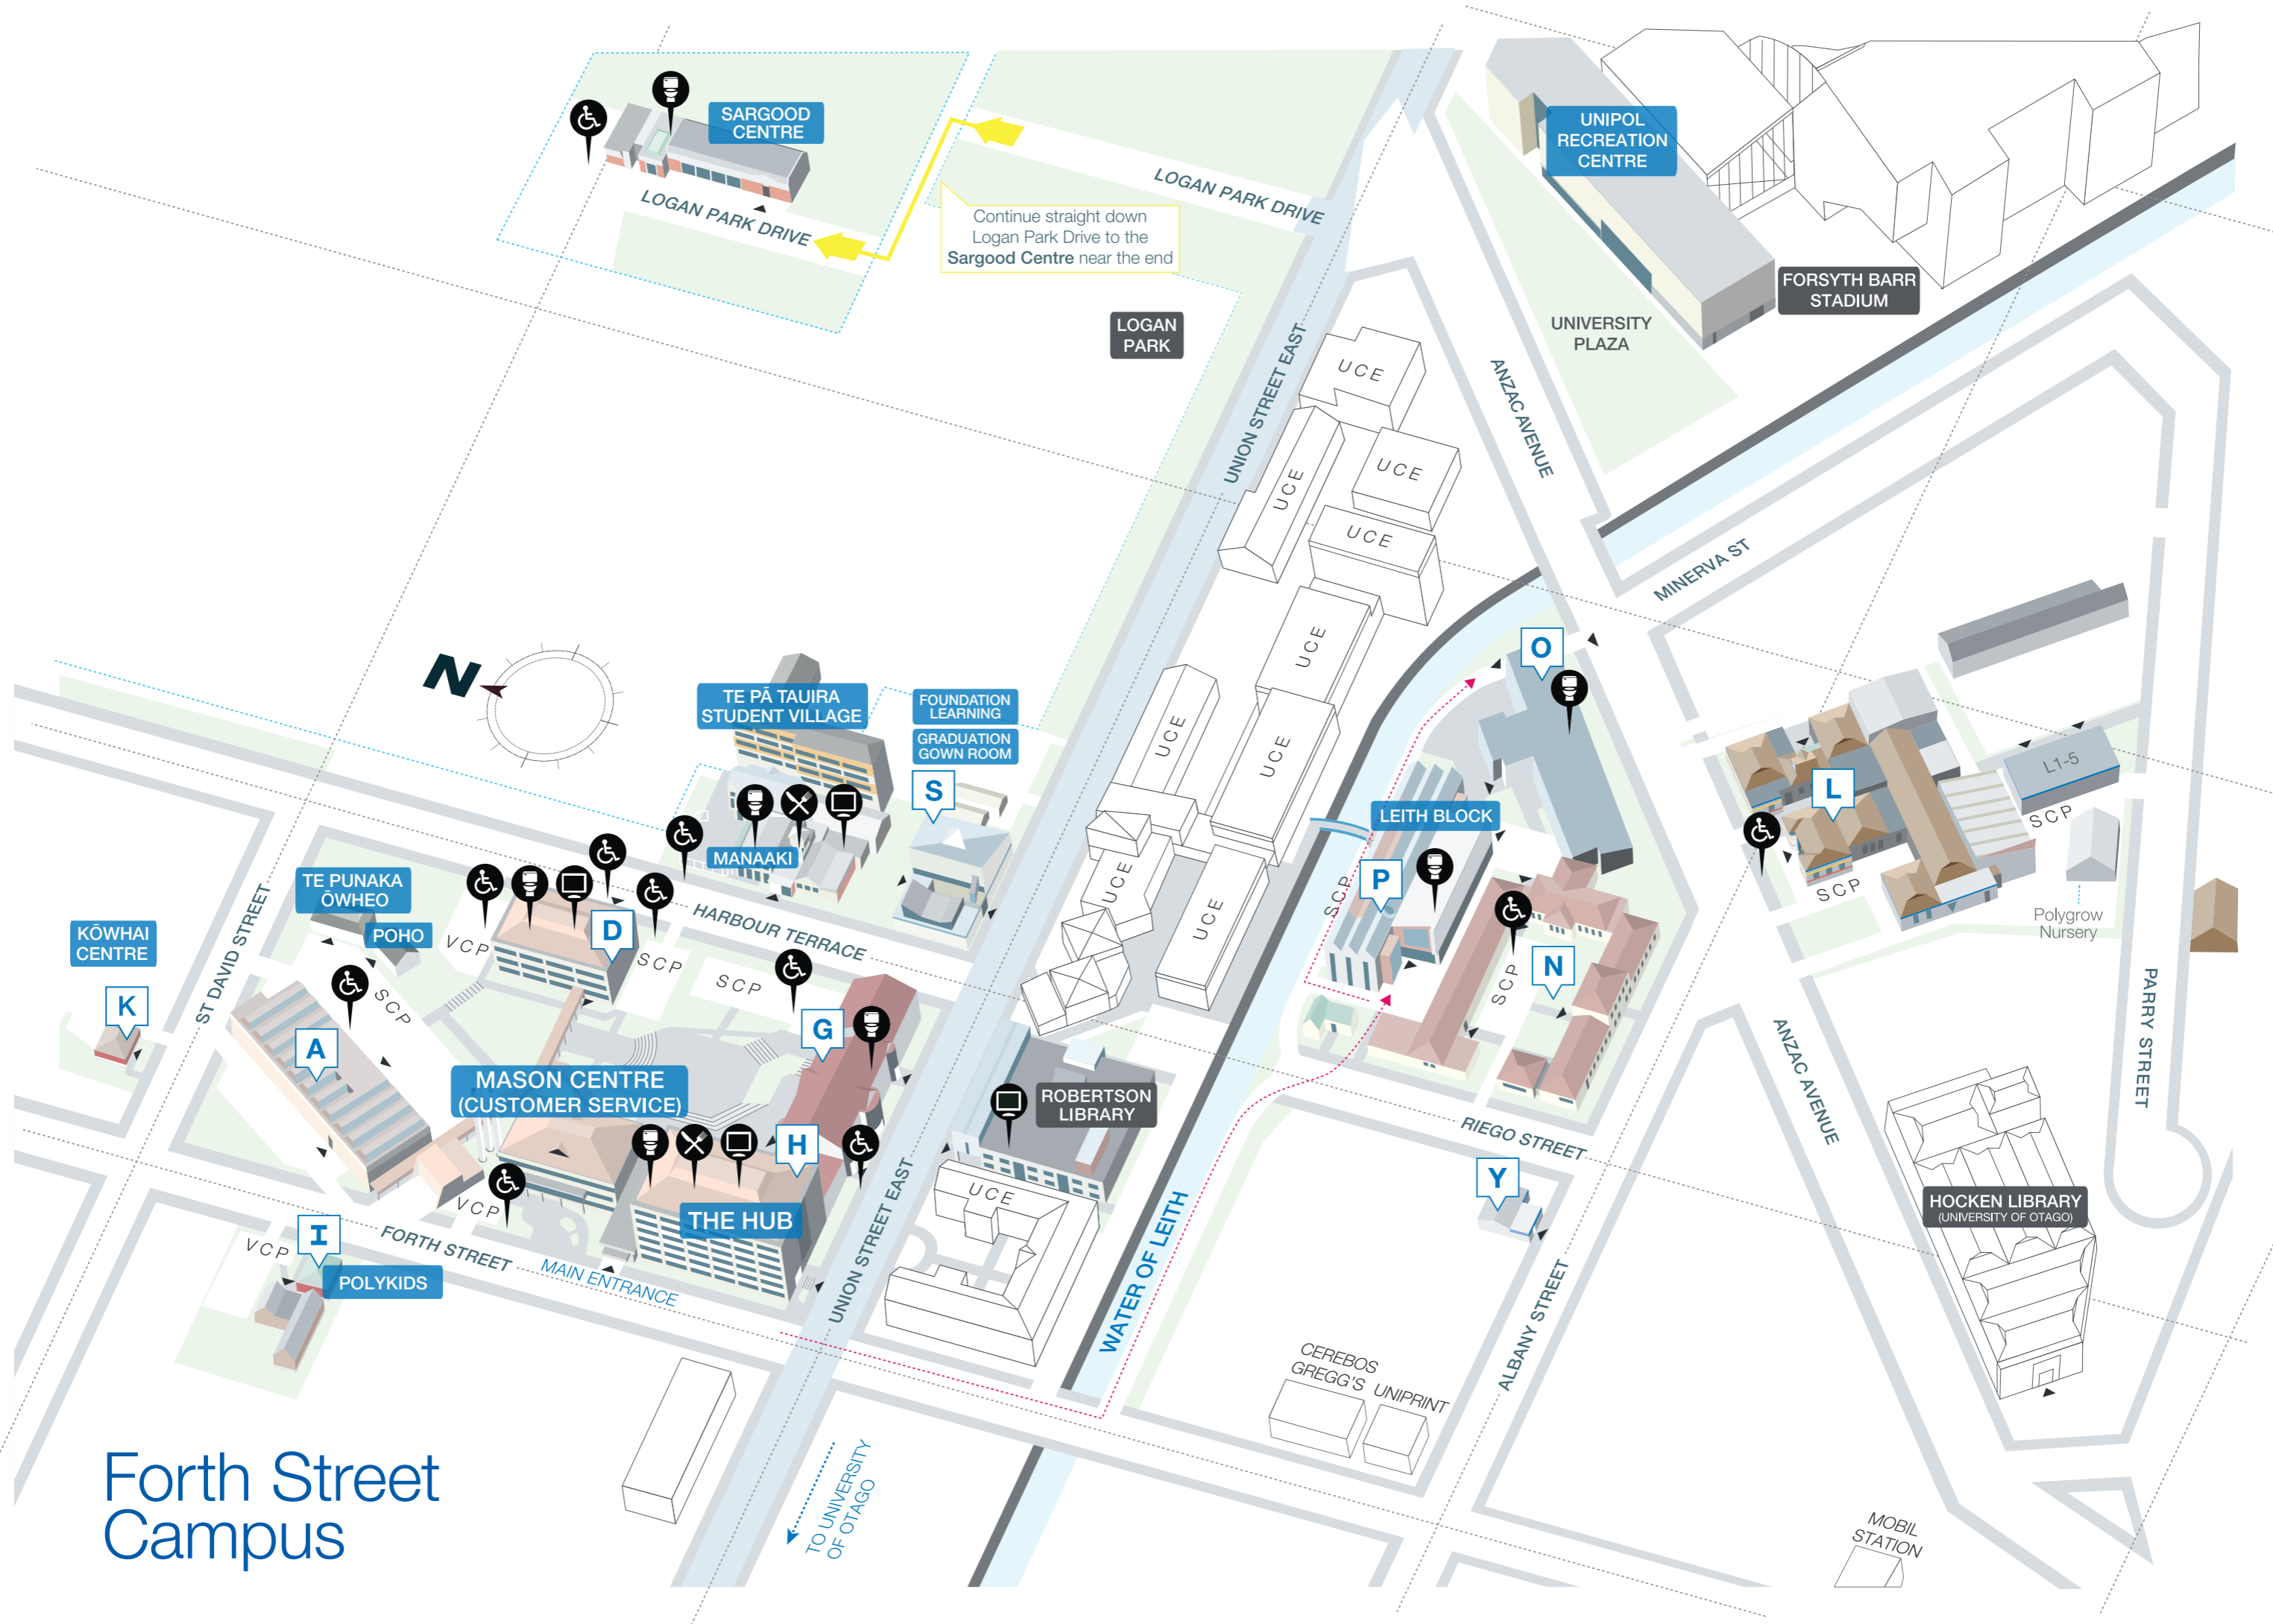 SARGOOD
CENTRE
LOGAN PARK DRIVE
LOGAN PARK DRIVE
Continue straight down
Logan Park Drive to the
Sargood Centre near the end
UNIPOL
RECREATION
CENTRE
FORSYTH BARR
STADIUM
UNIVERSITY
PLAZA
LOGAN
PARK
UNION STREET EAST
ANZAC AVENUE
UCE
UCE
UCE
UCE
UCE
UCE
UCE
UCE
UCE
MINERVA ST
N
TE PĀ TAUIRA
STUDENT VILLAGE
FOUNDATION
LEARNING
GRADUATION
GOWN ROOM
S
MANAAKI
O
LEITH BLOCK
P
SCP
L
L1-5
SCP
SCP
Polygrow
Nursery
TE PUNAKA
ŌWHEO
POHO
KŌWHAI
CENTRE
K
ST DAVID STREET
VCP
D
SCP
SCP
HARBOUR TERRACE
SCP
A
G
N
SCP
MASON CENTRE
(CUSTOMER SERVICE)
H
THE HUB
ROBERTSON
LIBRARY
UCE
RIEGO STREET
Y
ANZAC AVENUE
PARRY STREET
HOCKEN LIBRARY
(UNIVERSITY OF OTAGO)
VCP
I
VCP
POLYKIDS
FORTH STREET
MAIN ENTRANCE
UNION STREET EAST
WATER OF LEITH
ALBANY STREET
CEREBOS
GREGG'S
UNIPRINT
TO UNIVERSITY
OF OTAGO
MOBIL
STATION
Forth Street
Campus